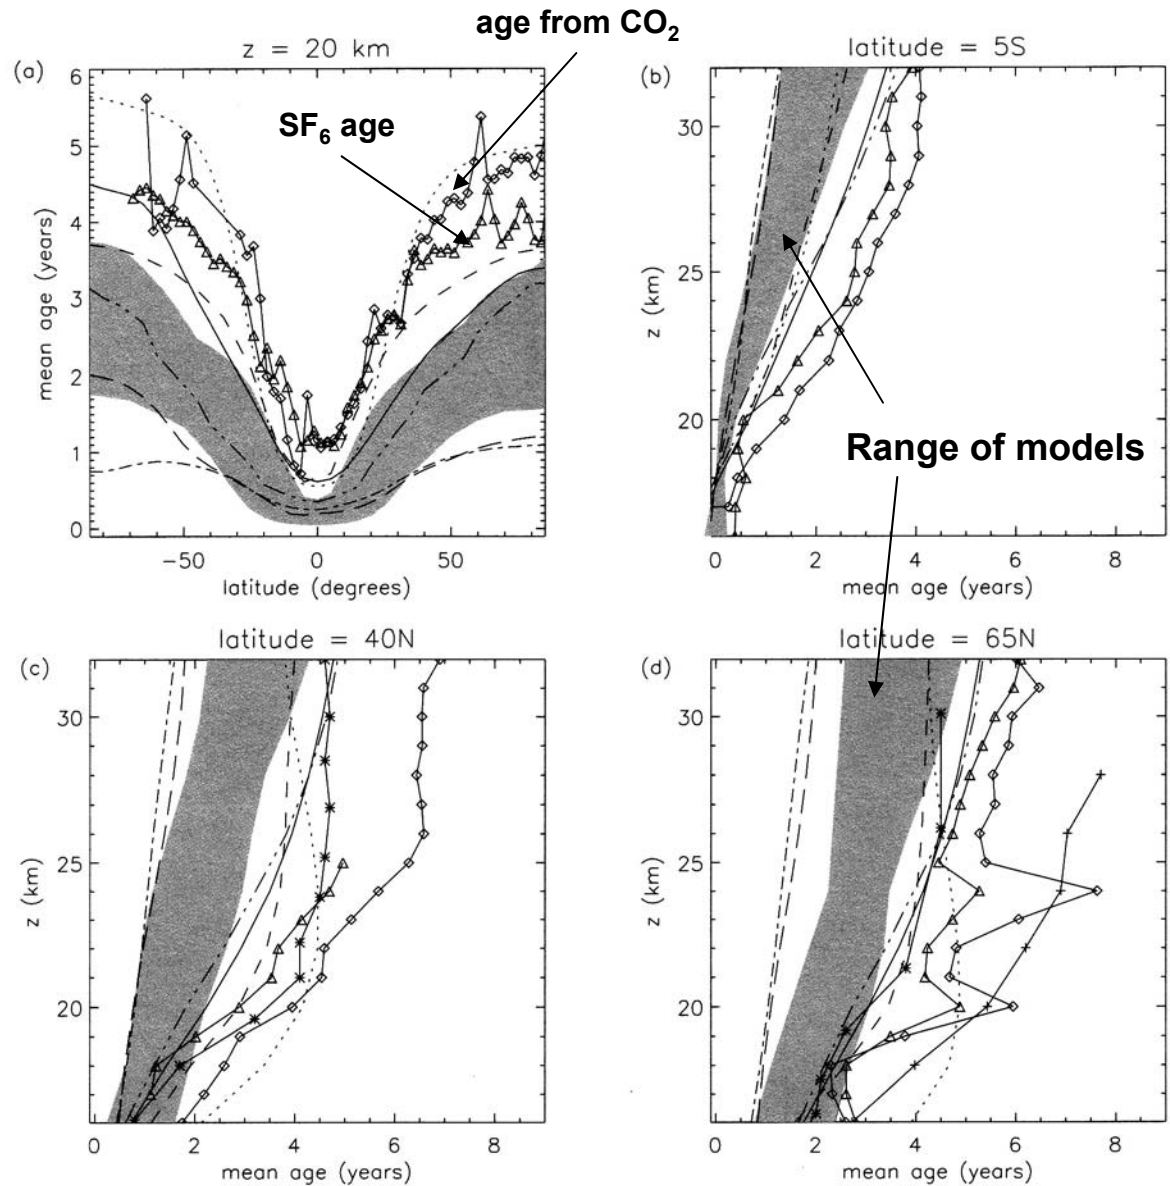 age from CO₂
z = 20 km
latitude = 5S
(a)
(b)
SF₆ age
6
5
4
3
2
1
0
mean age (years)
−50
0
50
latitude (degrees)
30
25
20
z (km)
0
2
4
6
8
mean age (years)
Range of models
latitude = 40N
latitude = 65N
(c)
(d)
30
25
20
z (km)
0
2
4
6
8
mean age (years)
30
25
20
z (km)
0
2
4
6
8
mean age (years)